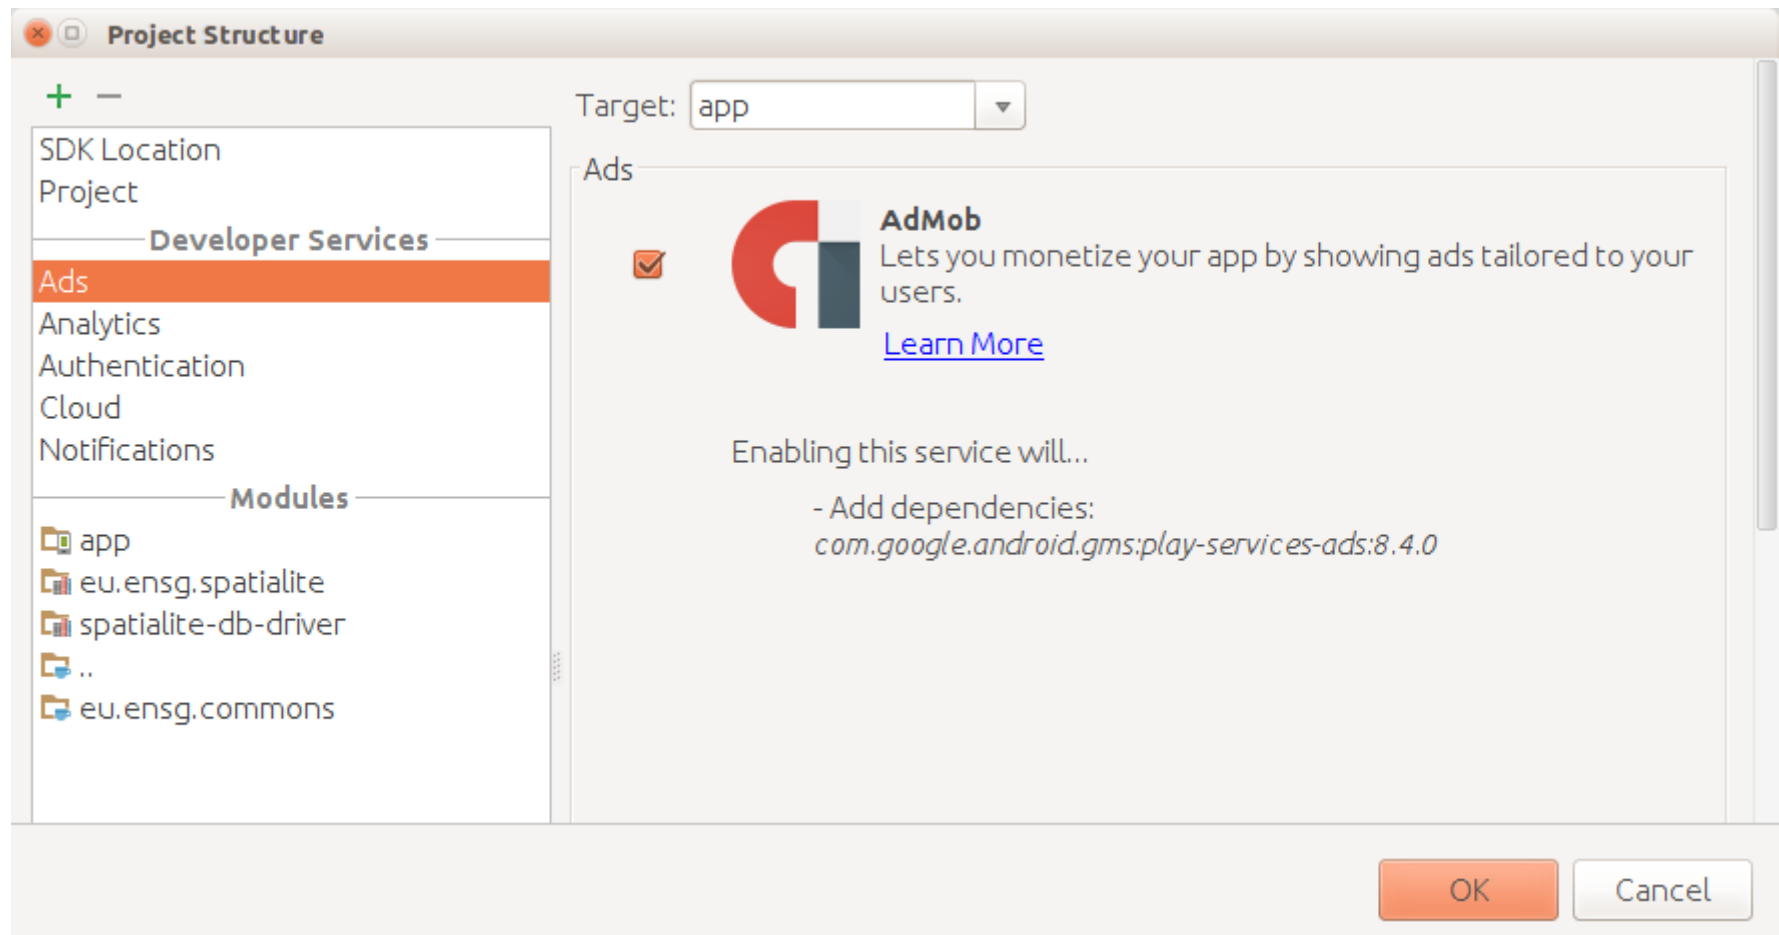 Project Structure
Target: app
SDK Location
Project
Developer Services
Ads
Analytics
Authentication
Cloud
Notifications
Modules
app
eu.ensg.spatialite
spatialite-db-driver
..
eu.ensg.commons
Ads
AdMob
Lets you monetize your app by showing ads tailored to your
users.
Learn More
Enabling this service will...
- Add dependencies:
com.google.android.gms:play-services-ads:8.4.0
OK
Cancel